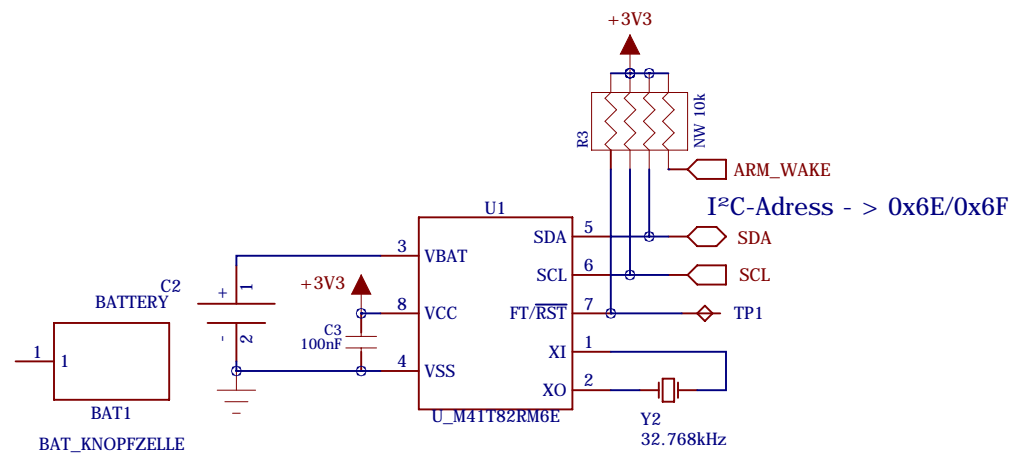 +3V3
R3
NW 10k
ARM_WAKE
I²C-Adress - > 0x6E/0x6F
U1
3 VBAT
SDA 5 SDA
SCL 6 SCL
8 VCC
FT/RST 7 TP1
4 VSS
XI 1
XO 2
U_M41T82RM6E
Y2
32.768kHz
+3V3
C3
100nF
C2
BATTERY
+ 1
- 2
1 1
BAT1
BAT_KNOPFZELLE